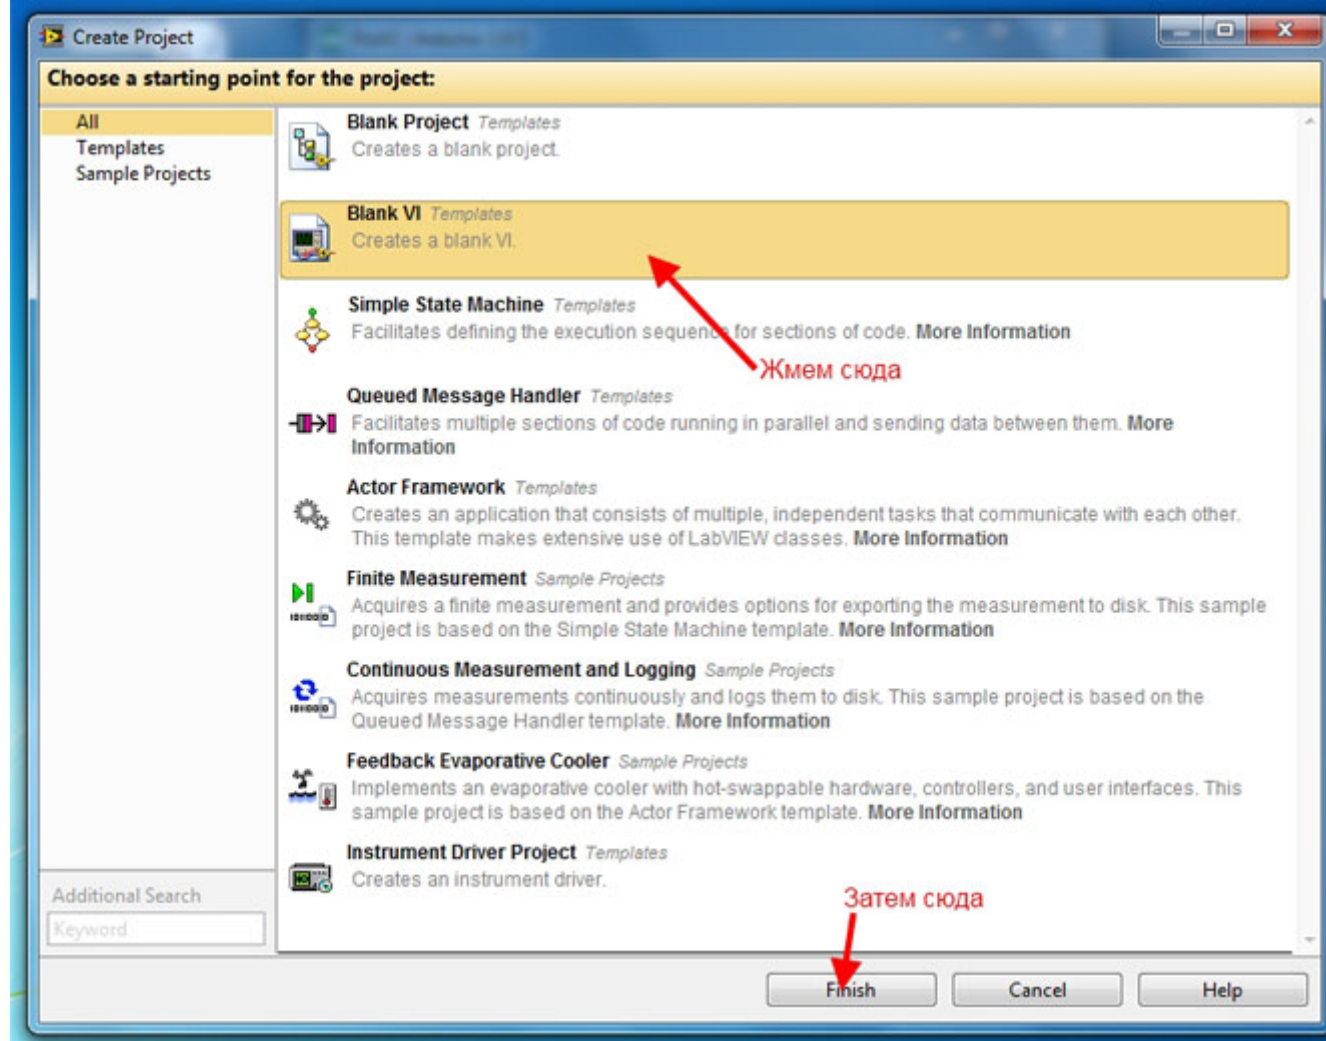 Create Project
Choose a starting point for the project:
All
Templates
Sample Projects
Blank Project Templates
Creates a blank project.
Blank VI Templates
Creates a blank VI.
Simple State Machine Templates
Facilitates defining the execution sequence for sections of code. More Information
Жмем сюда
Queued Message Handler Templates
Facilitates multiple sections of code running in parallel and sending data between them. More
Information
Actor Framework Templates
Creates an application that consists of multiple, independent tasks that communicate with each other.
This template makes extensive use of LabVIEW classes. More Information
Finite Measurement Sample Projects
Acquires a finite measurement and provides options for exporting the measurement to disk. This sample
project is based on the Simple State Machine template. More Information
Continuous Measurement and Logging Sample Projects
Acquires measurements continuously and logs them to disk. This sample project is based on the
Queued Message Handler template. More Information
Feedback Evaporative Cooler Sample Projects
Implements an evaporative cooler with hot-swappable hardware, controllers, and user interfaces. This
sample project is based on the Actor Framework template. More Information
Instrument Driver Project Templates
Creates an instrument driver.
Additional Search
Keyword
Затем сюда
Finish
Cancel
Help